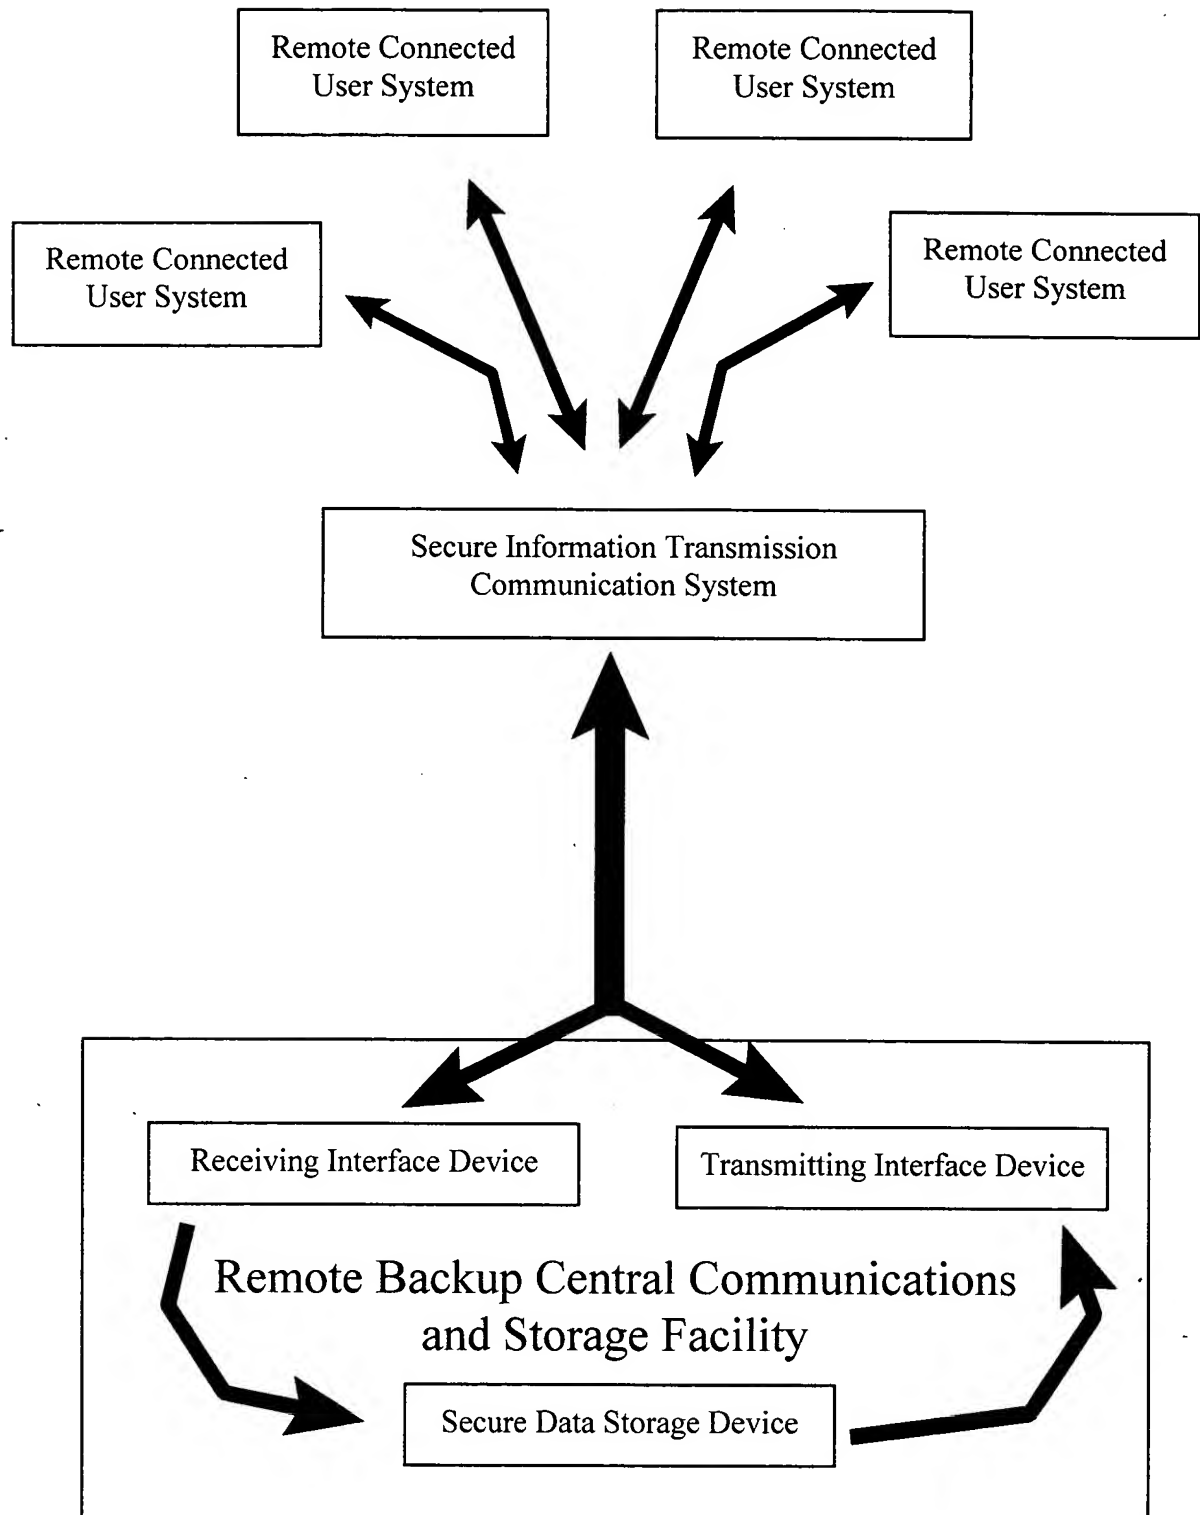 Remote Connected
User System
Remote Connected
User System
Remote Connected
User System
Remote Connected
User System
Secure Information Transmission
Communication System
Receiving Interface Device
Transmitting Interface Device
Remote Backup Central Communications
and Storage Facility
Secure Data Storage Device